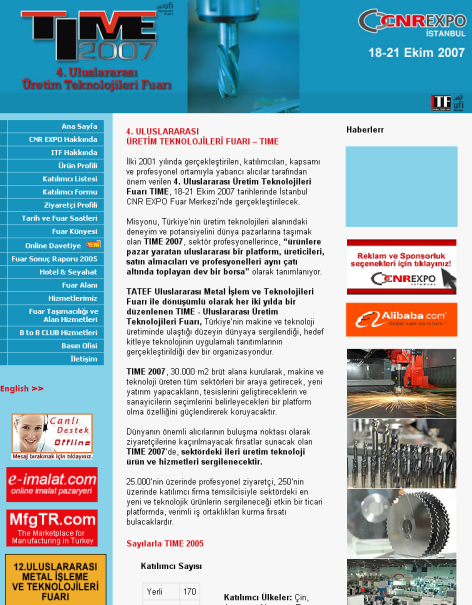 TIME
2007
ufi
4. Uluslararası
Üretim Teknolojileri Fuarı
CNREXPO
İSTANBUL
18-21 Ekim 2007
ITF ufi
Ana Sayfa
CNR EXPO Hakkında
ITF Hakkında
Ürün Profili
Katılımcı Listesi
Katılımcı Formu
Ziyaretçi Profili
Tarih ve Fuar Saatleri
Fuar Künyesi
Online Davetiye YENİ
Fuar Sonuç Raporu 2005
Hotel & Seyahat
Fuar Alanı
Hizmetlerimiz
Fuar Taşımacılığı ve
Alan Hizmetleri
B to B CLUB Hizmetleri
Basın Ofisi
İletişim
English >>
Canlı
Destek
Offline
Mesaj bırakmak için tıklayınız.
e-imalat.com
online imalat pazaryeri
MfgTR.com
The Marketplace for
Manufacturing in Turkey
12.ULUSLARARASI
METAL İŞLEME
VE TEKNOLOJİLERİ
FUARI
4. ULUSLARARASI
ÜRETİM TEKNOLOJİLERİ FUARI – TIME
İlki 2001 yılında gerçekleştirilen, katılımcıları, kapsamı
ve profesyonel ortamıyla yabancı alıcılar tarafından
önem verilen 4. Uluslararası Üretim Teknolojileri
Fuarı TIME, 18-21 Ekim 2007 tarihlerinde İstanbul
CNR EXPO Fuar Merkezi'nde gerçekleşilecek.
Misyonu, Türkiye'nin üretim teknolojileri alanındaki
deneyim ve potansiyelini dünya pazarlarına taşımak
olan TIME 2007, sektör profesyonellerince, “ürünlere
pazar yaratan uluslararası bir platform, üreticileri,
satın almacıları ve profesyonelleri aynı çatı
altında toplayan dev bir borsa” olarak tanımlanıyor.
TATEF Uluslararası Metal İşlem ve Teknolojileri
Fuarı ile dönüşümlü olarak her iki yılda bir
düzenlenen TIME - Uluslararası Üretim
Teknolojileri Fuarı, Türkiye'nin makine ve teknoloji
üretiminde ulaştığı düzeyin dünyaya sergilendiği, hedef
kitleye teknolojinin uygulamalı tanıtımlarının
gerçekleştirildiği dev bir organizasyondur.
TIME 2007, 30.000 m2 brüt alana kurularak, makine ve
teknoloji üreten tüm sektörleri bir araya getirecek, yeni
yatırım yapacakların, tesislerini geliştireceklerin ve
sanayicilerin seçimlerini belirleyecekleri bir platform
olma özelliğini güçlendirerek koruyacaktır.
Dünyanın önemli alıcılarının buluşma noktası olarak
ziyaretçilerine kaçırılmayacak fırsatlar sunacak olan
TIME 2007'de, sektördeki ileri üretim teknoloji
ürün ve hizmetleri sergilenecektir.
25.000'nin üzerinde profesyonel ziyaretçi, 250'nin
üzerinde katılımcı firma temsilcisiyle sektördeki en
yeni ve teknolojik ürünlerin sergileneceği etkin bir ticari
platformda, verimli iş ortaklıkları kurma fırsatı
bulacaklardır.
Sayılarla TIME 2005
Katılımcı Sayısı
Yerli 170
Katılımcı Ülkeler: Çin,
Haberlerr
Reklam ve Sponsorluk
seçenekleri için tıklayınız!
CNREXPO
İSTANBUL
Alibaba.com